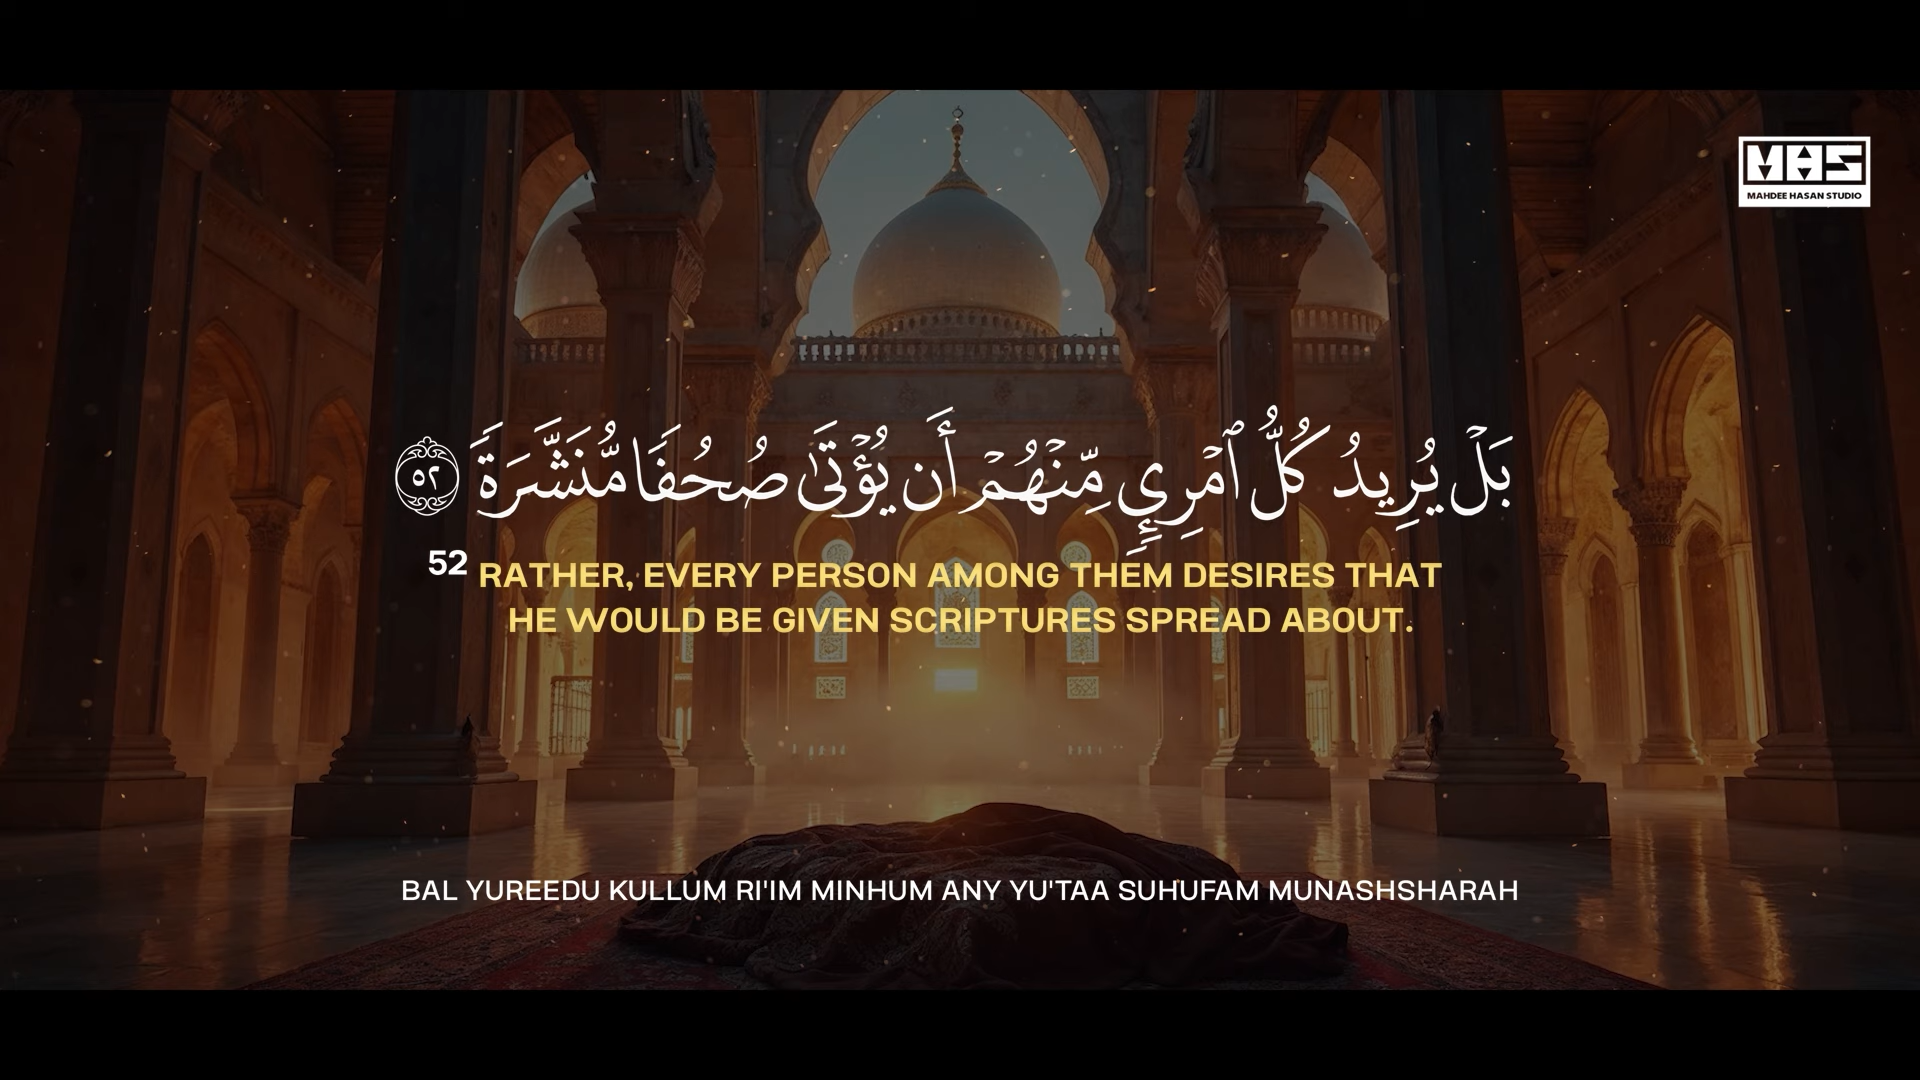 MHS
MAHDEE HASAN STUDIO
بَلْ يُرِيدُ كُلُّ ٱمْرِئٍ مِّنْهُمْ أَن يُؤْتَىٰ صُحُفًا مُّنَشَّرَةً ٥٢
52 RATHER, EVERY PERSON AMONG THEM DESIRES THAT
HE WOULD BE GIVEN SCRIPTURES SPREAD ABOUT.
BAL YUREEDU KULLUM RI'IM MINHUM ANY YU'TAA SUHUFAM MUNASHSHARAH